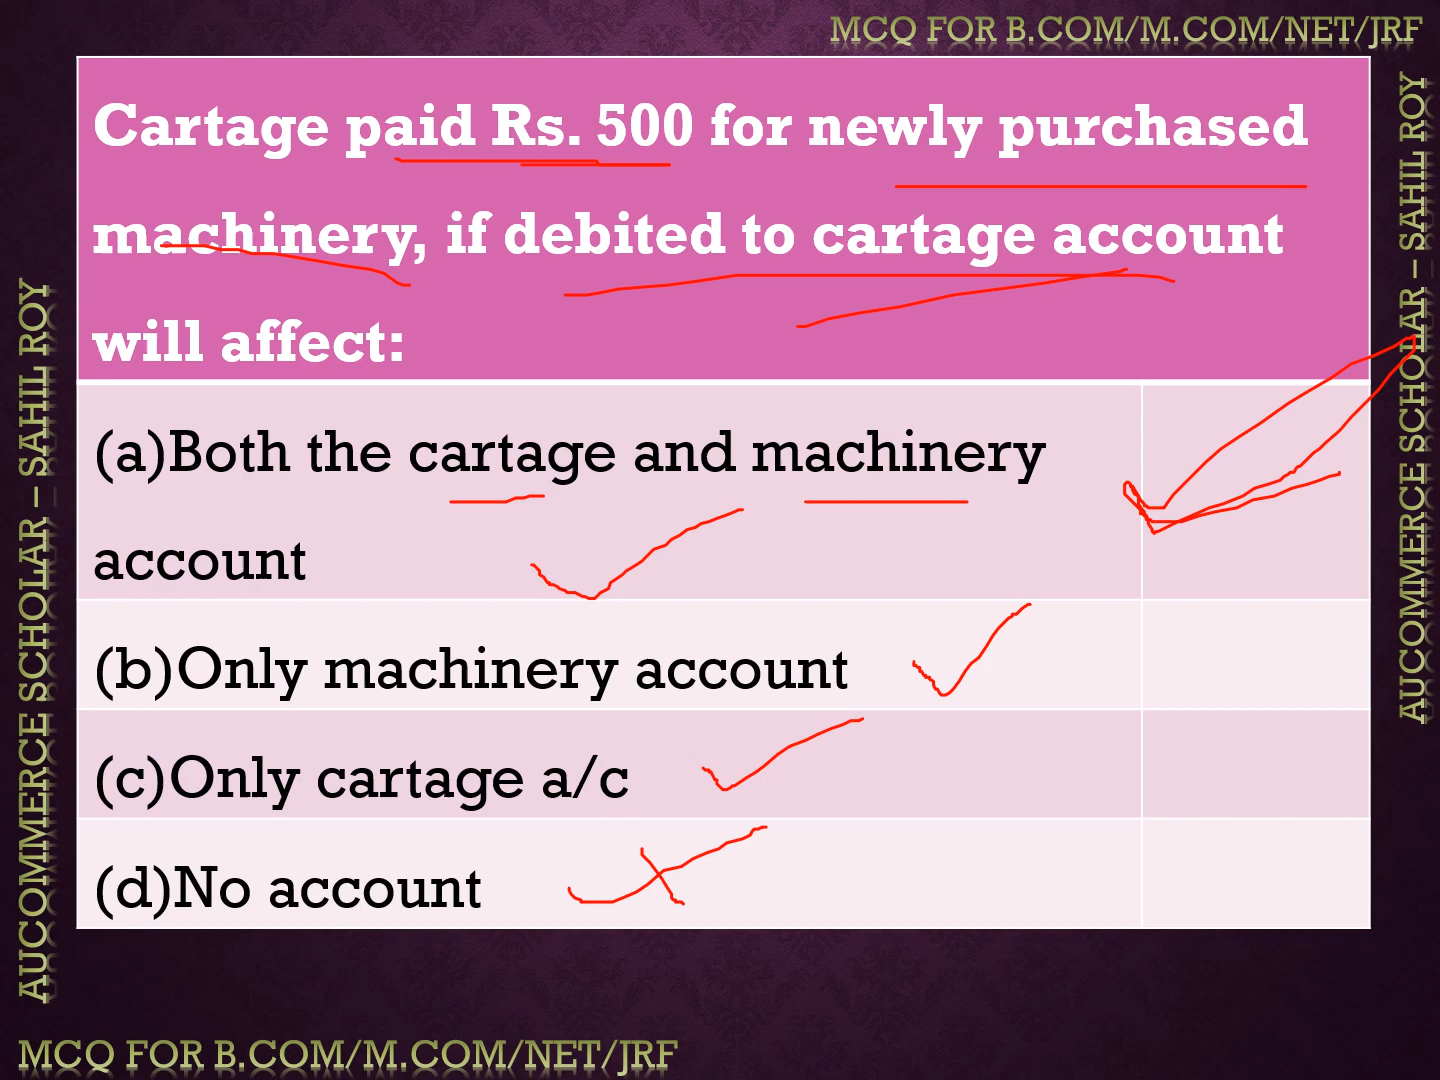 MCQ FOR B.COM/M.COM/NET/JRF
Cartage paid Rs. 500 for newly purchased
machinery, if debited to cartage account
will affect:
(a)Both the cartage and machinery
account
(b)Only machinery account
(c)Only cartage a/c
(d)No account
AUCOMMERCE SCHOLAR – SAHIL ROY
AUCOMMERCE SCHOLAR – SAHIL ROY
MCQ FOR B.COM/M.COM/NET/JRF